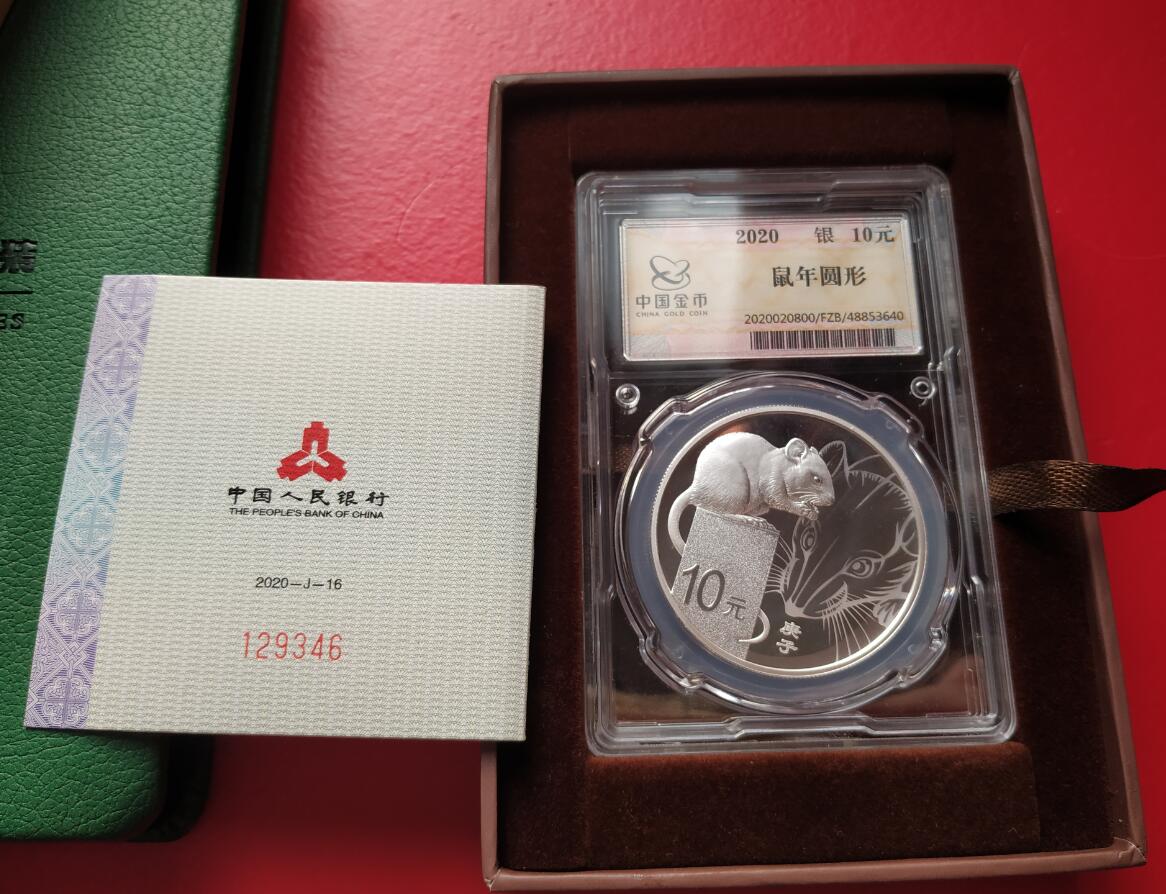 中国人民银行
THE PEOPLE'S BANK OF CHINA
2020-J-16
129346
2020 银 10元
中国金币
CHINA GOLD COIN
鼠年圆形
2020020800/FZB/48853640
10元
庚子